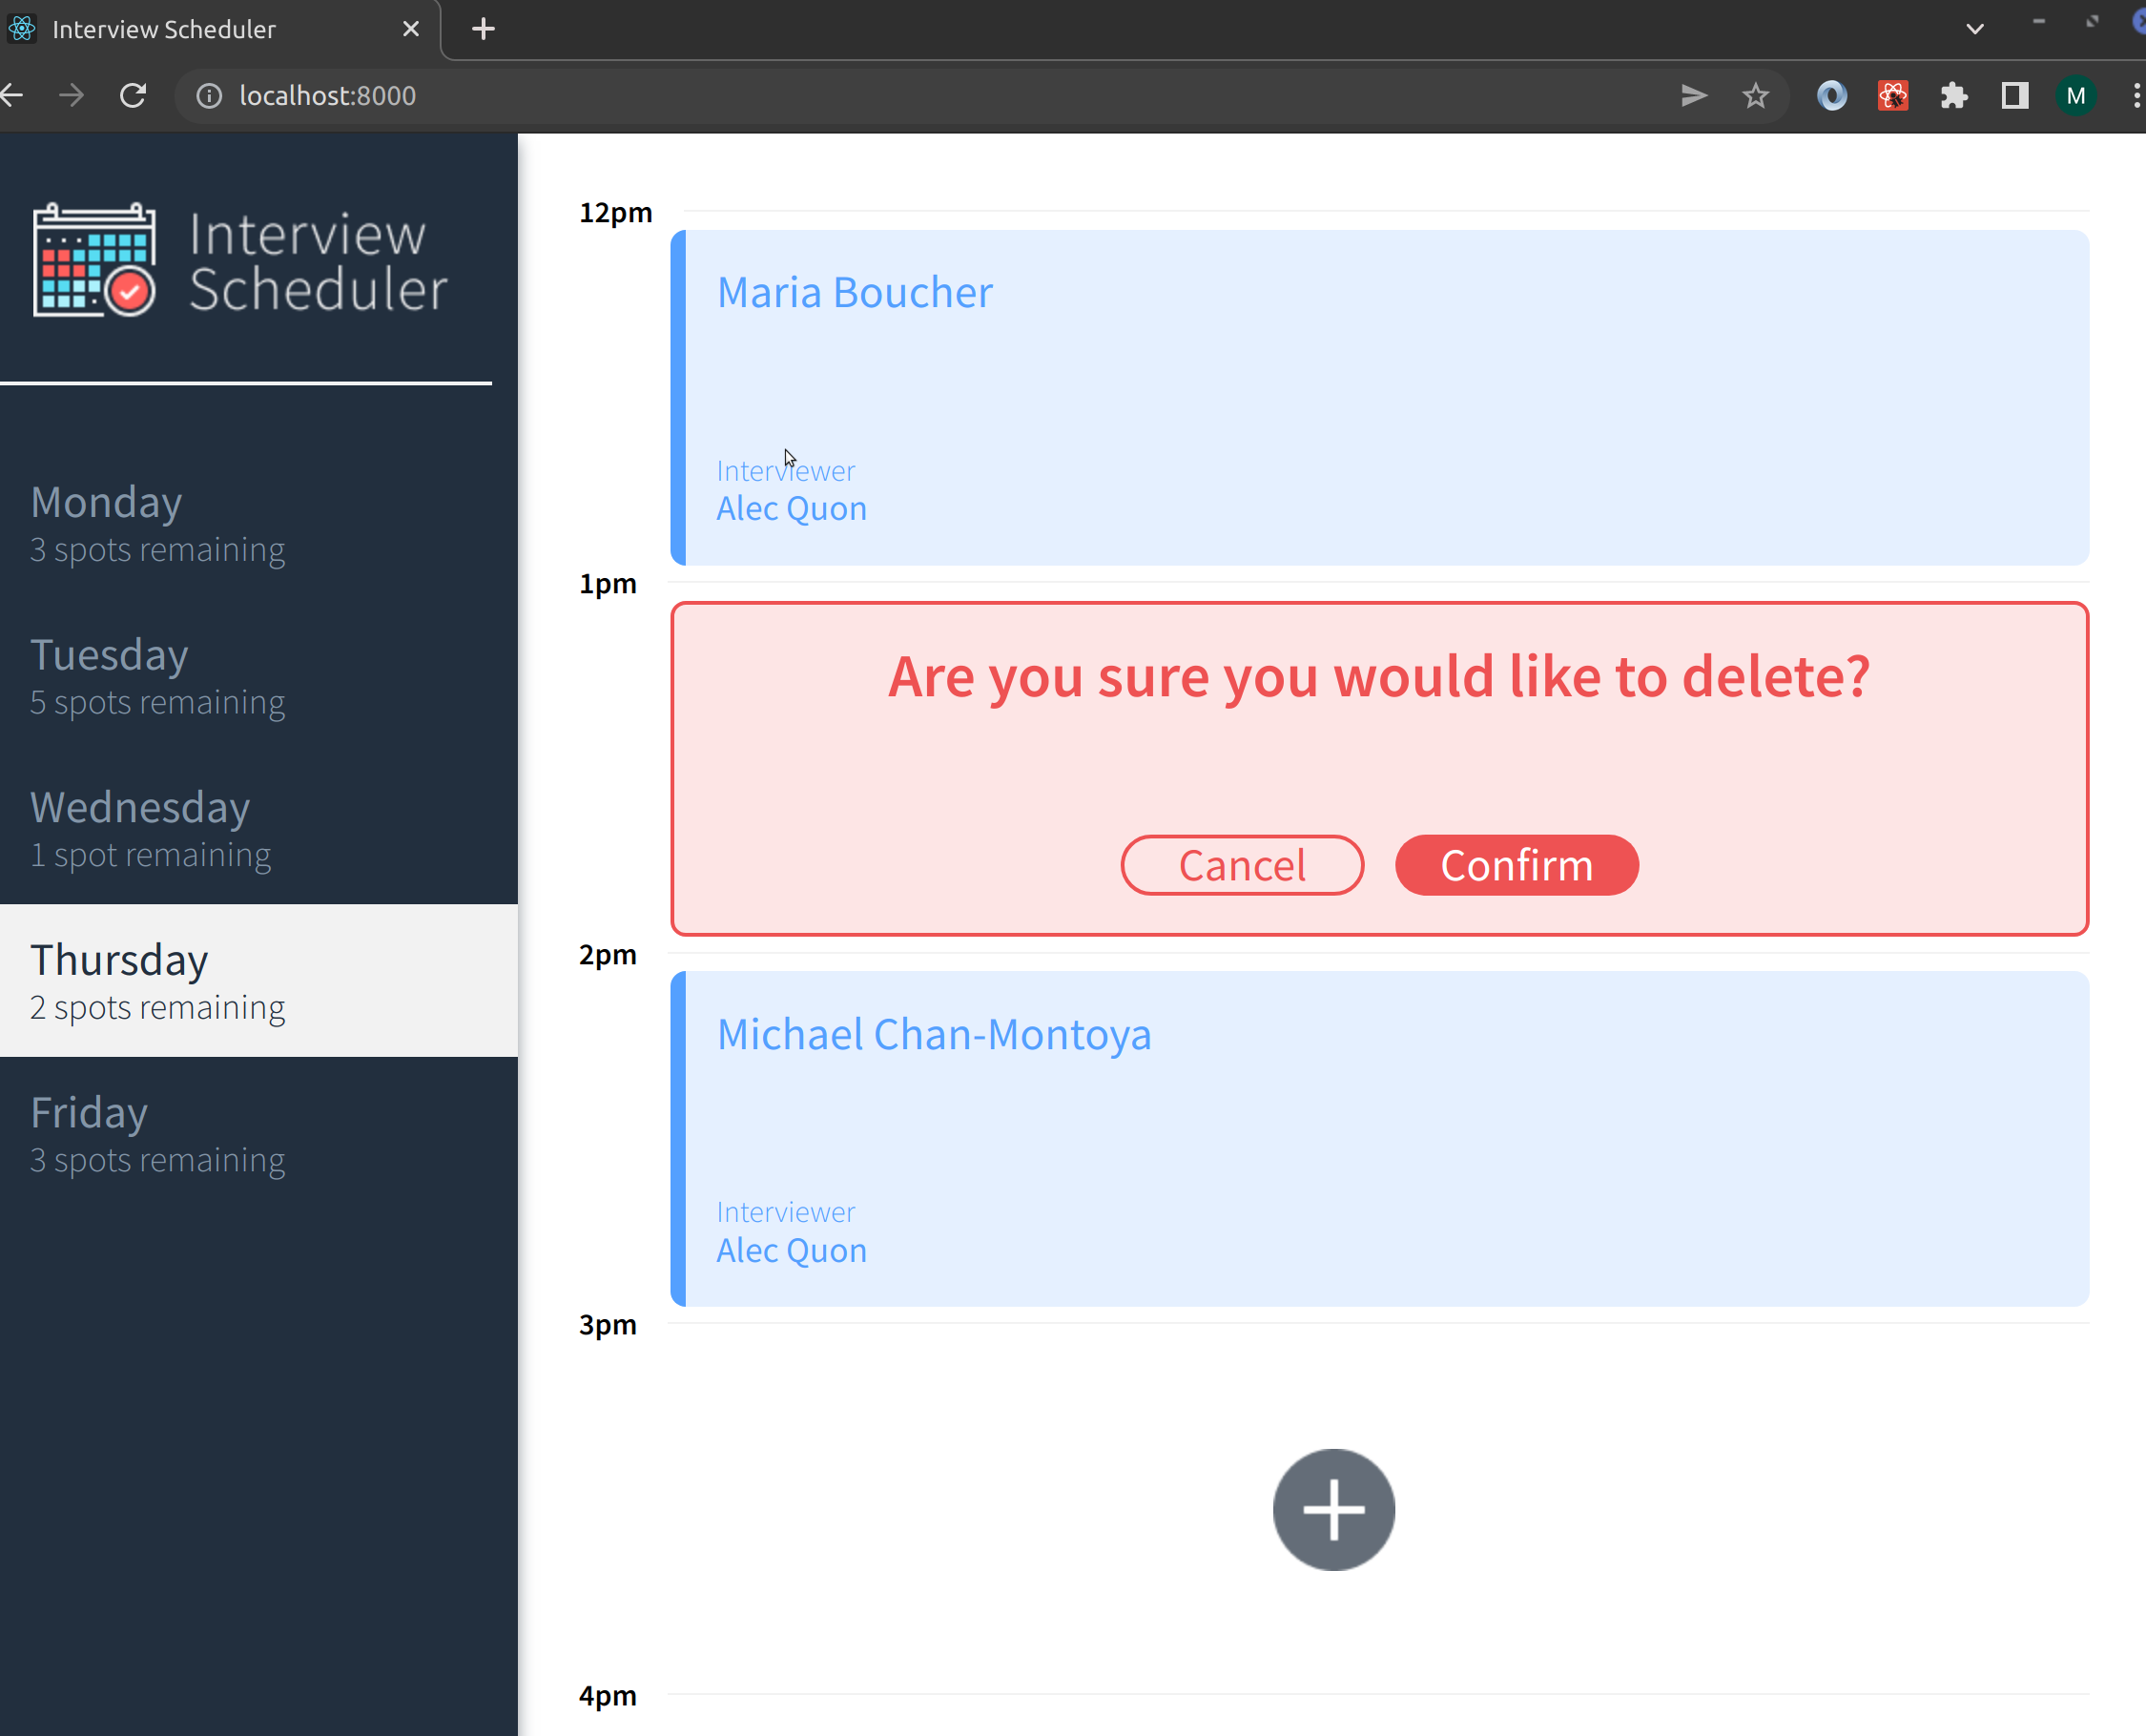 Interview Scheduler
localhost:8000
M
Interview
Scheduler
Monday
3 spots remaining
Tuesday
5 spots remaining
Wednesday
1 spot remaining
Thursday
2 spots remaining
Friday
3 spots remaining
12pm
Maria Boucher
Interviewer
Alec Quon
1pm
Are you sure you would like to delete?
Cancel
Confirm
2pm
Michael Chan-Montoya
Interviewer
Alec Quon
3pm
4pm